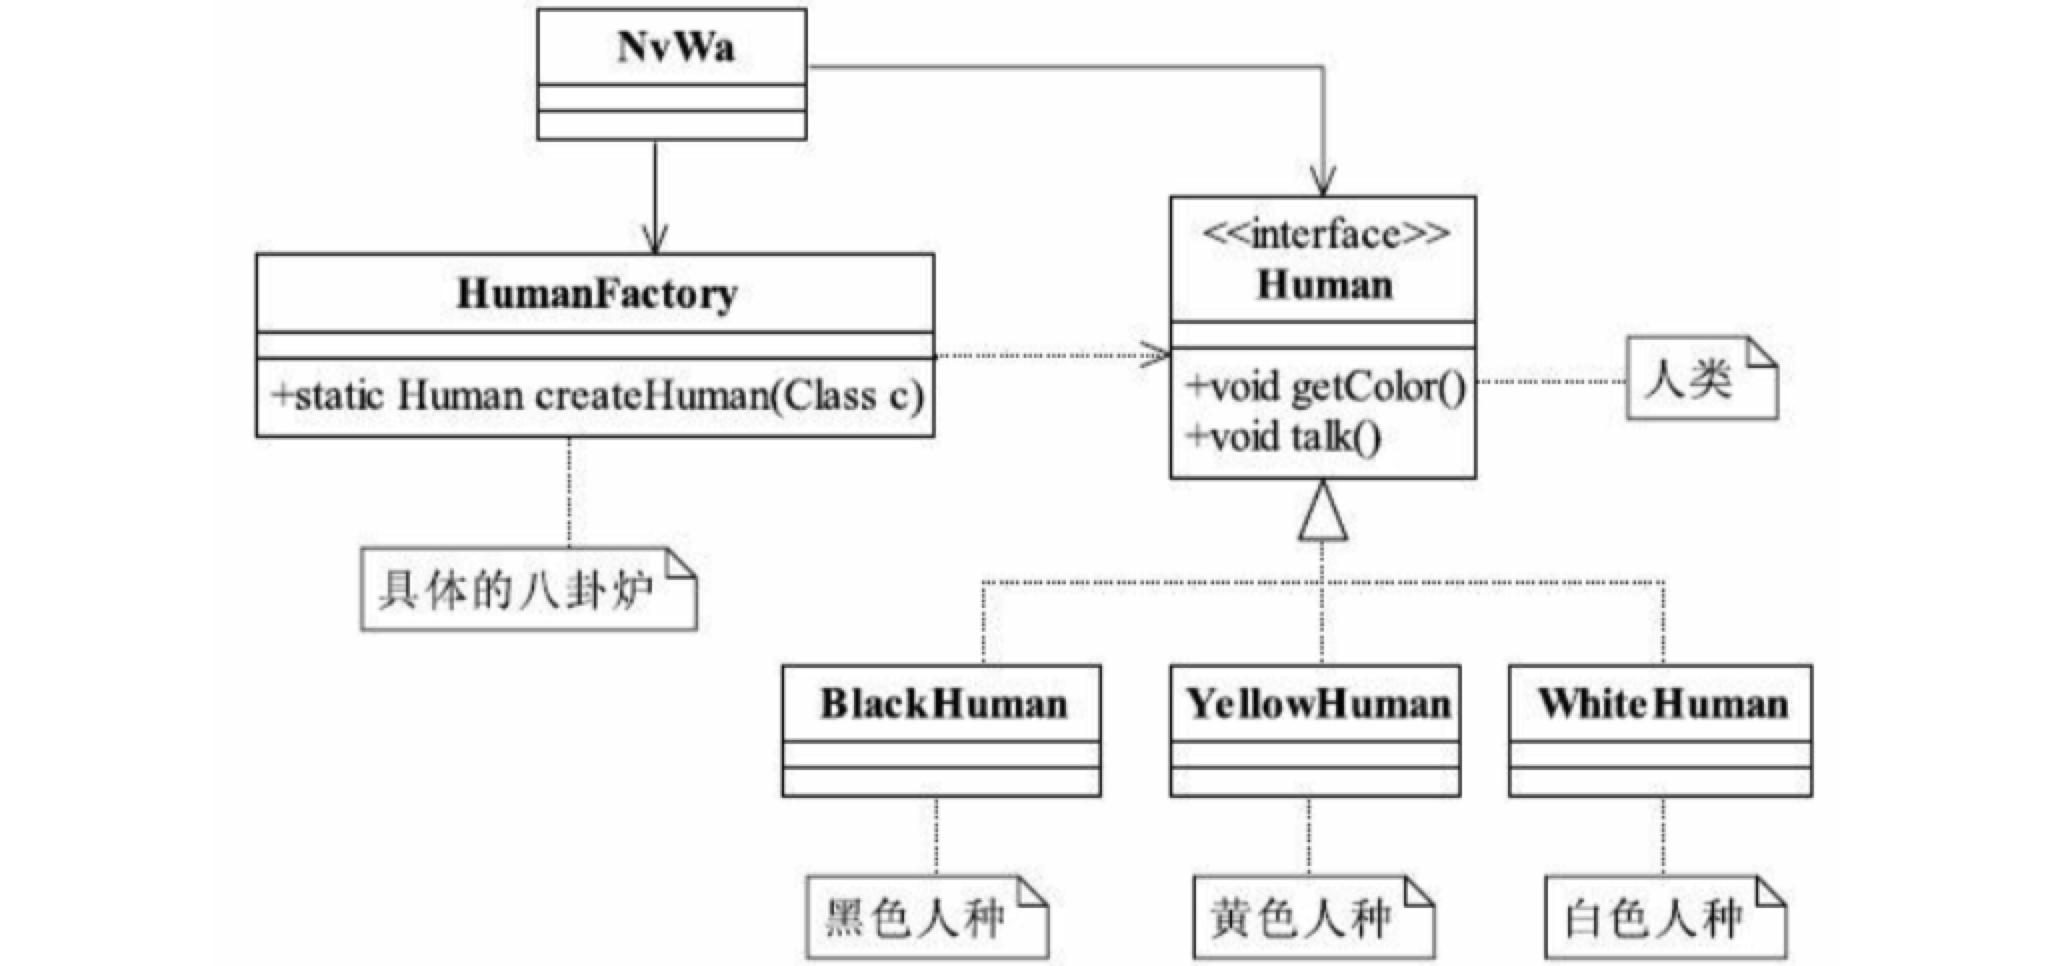 NvWa
HumanFactory
+static Human createHuman(Class c)
具体的八卦炉
<<interface>>
Human
+void getColor()
+void talk()
人类
BlackHuman
YellowHuman
WhiteHuman
黑色人种
黄色人种
白色人种